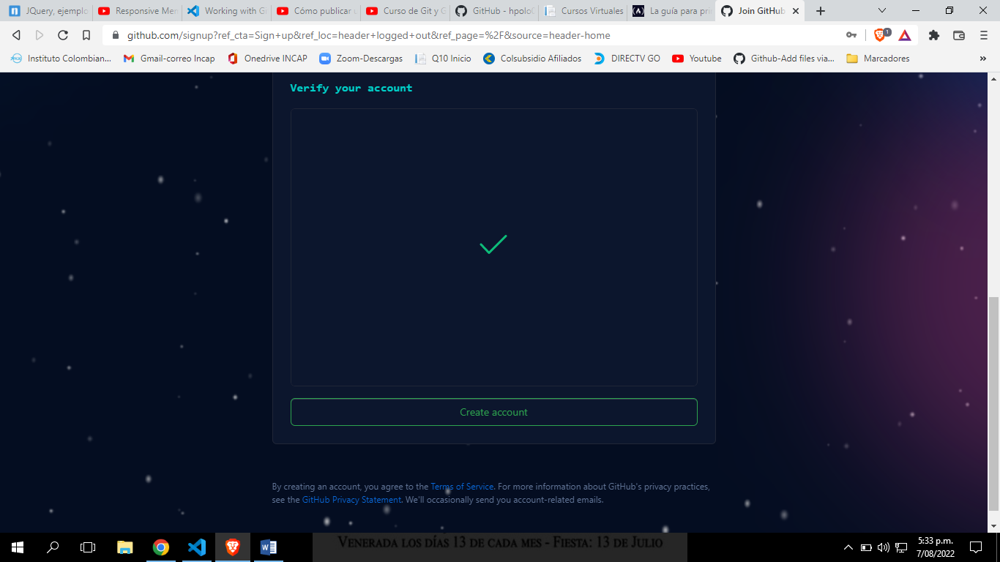 JQuery, ejemplo
Responsive Men
Working with Gi
Cómo publicar u
Curso de Git y G
GitHub - hpolo
Cursos Virtuales
La guía para prin
Join GitHub
github.com/signup?ref_cta=Sign+up&ref_loc=header+logged+out&ref_page=%2F&source=header-home
1
Instituto Colombian...
Gmail-correo Incap
Onedrive INCAP
Zoom-Descargas
Q10 Inicio
Colsubsidio Afiliados
DIRECTV GO
Youtube
Github-Add files via...
Marcadores
»
Verify your account
Create account
By creating an account, you agree to the Terms of Service. For more information about GitHub's privacy practices,
see the GitHub Privacy Statement. We'll occasionally send you account-related emails.
Venerada los días 13 de cada mes - Fiesta: 13 de Julio
5:33 p.m.
7/08/2022